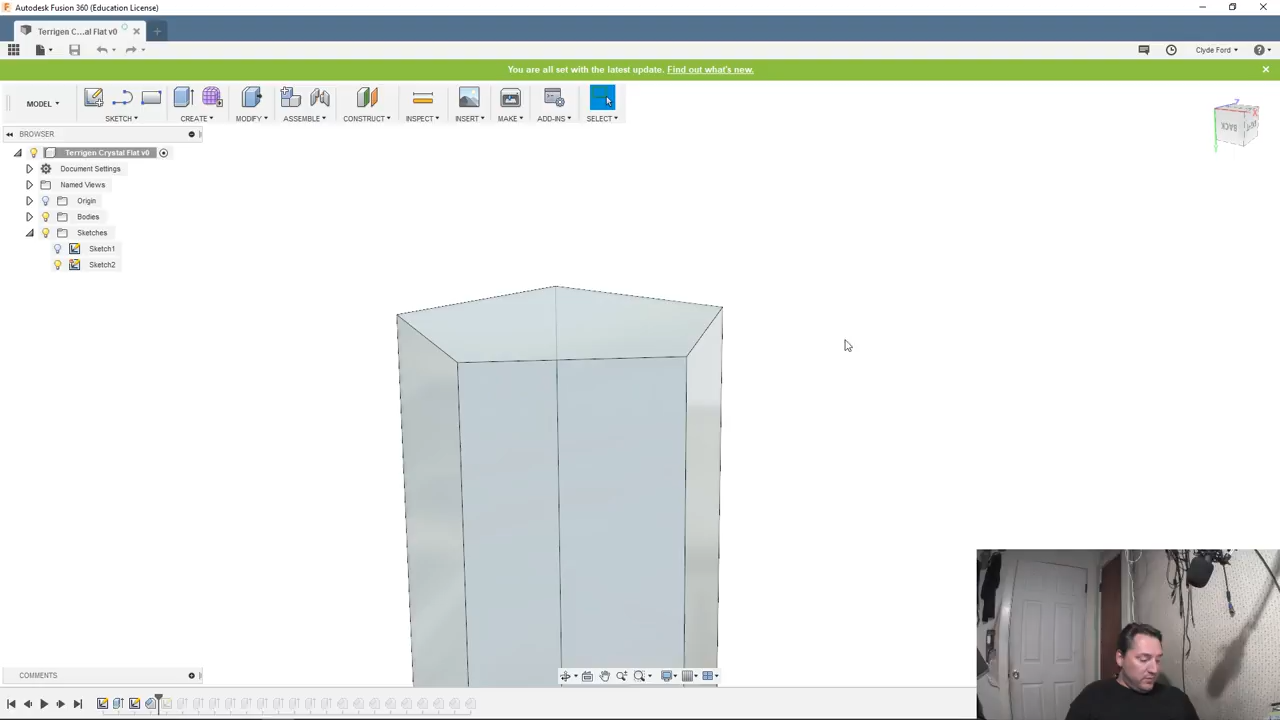 Autodesk Fusion 360 (Education License)
Terrigen C...al Flat v0
Clyde Ford
You are all set with the latest update. Find out what's new.
MODEL
SKETCH
CREATE
MODIFY
ASSEMBLE
CONSTRUCT
INSPECT
INSERT
MAKE
ADD-INS
SELECT
BACK
BROWSER
Terrigen Crystal Flat v0
Document Settings
Named Views
Origin
Bodies
Sketches
Sketch1
Sketch2
COMMENTS